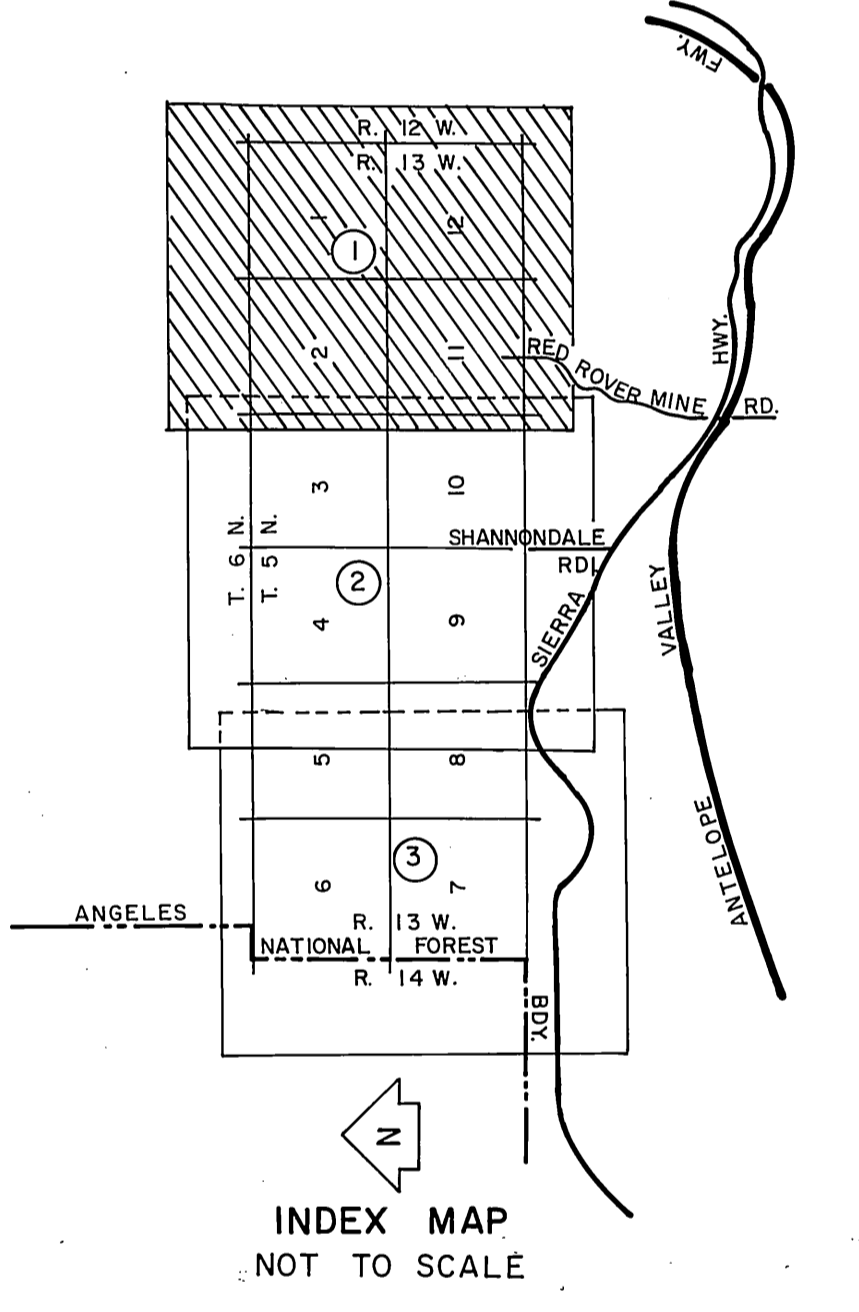 FWY.
R. 12 W.
R. 13 W.
1
12
1
2
11
RED ROVER MINE RD.
HWY.
3
10
T. 6 N.
T. 5 N.
SHANNONDALE
RD.
2
4
9
SIERRA
VALLEY
5
8
ANTELOPE
3
6
7
ANGELES
R. 13 W.
NATIONAL FOREST
R. 14 W.
BDY.
N
INDEX MAP
NOT TO SCALE